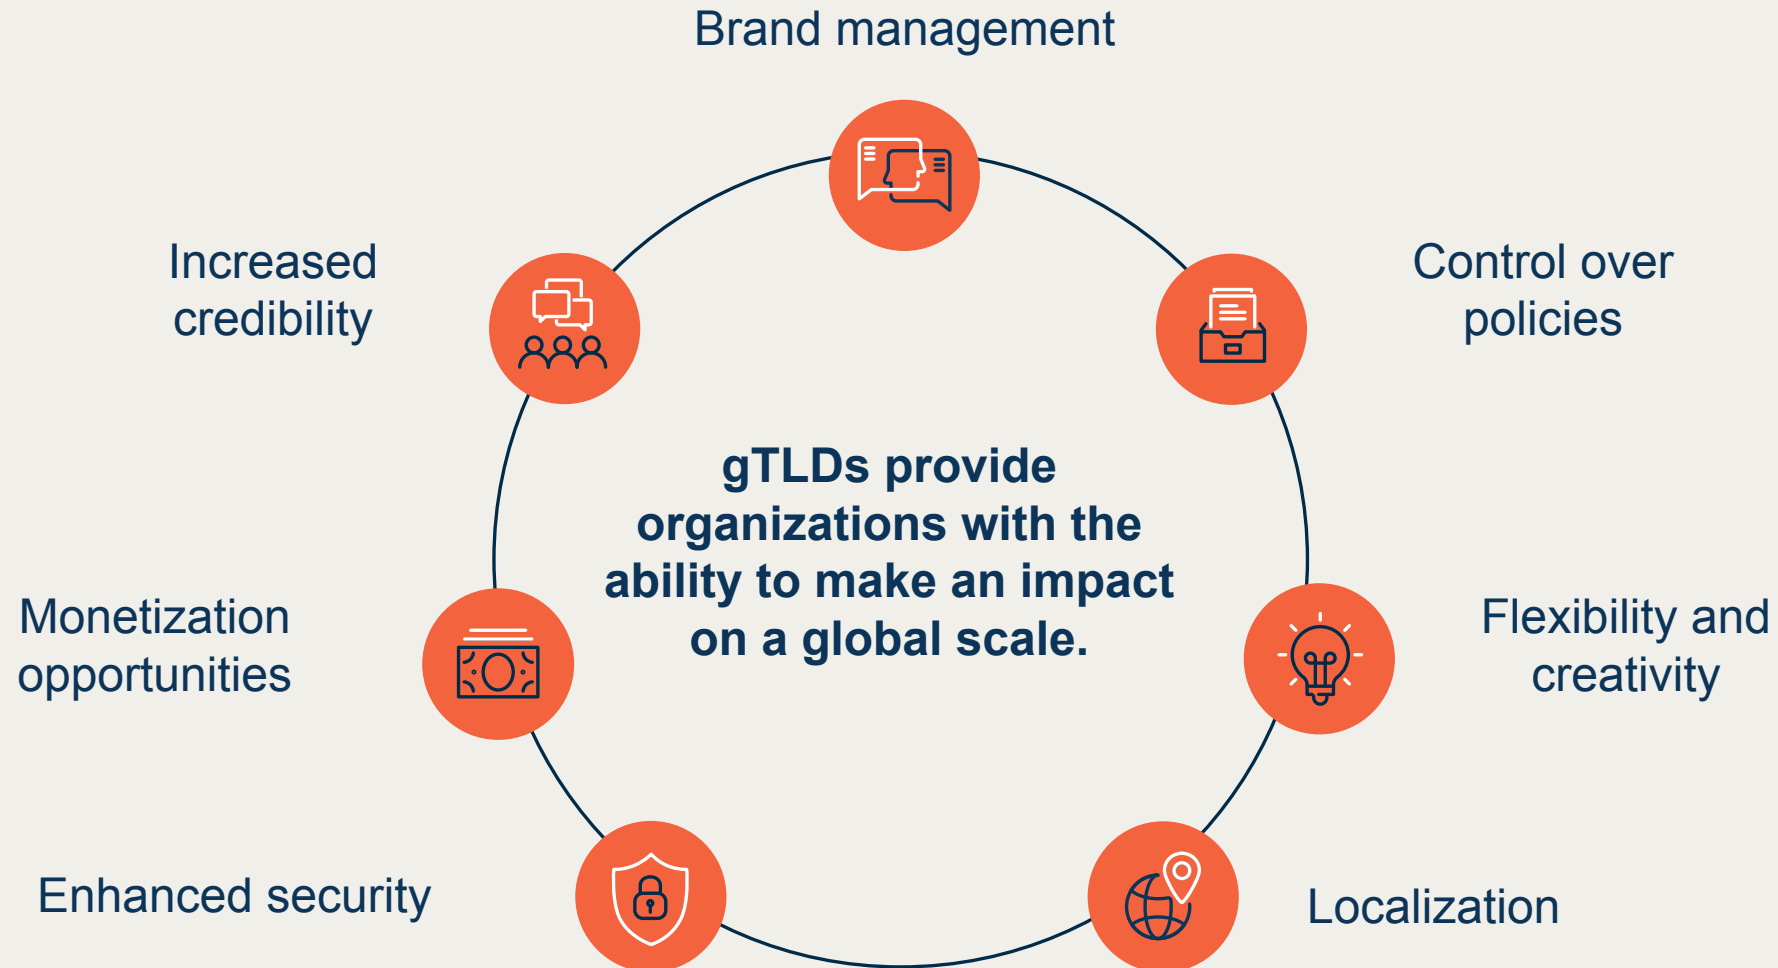 Brand management
Increased
credibility
Control over
policies
gTLDs provide
organizations with the
ability to make an impact
on a global scale.
Monetization
opportunities
Flexibility and
creativity
Enhanced security
Localization